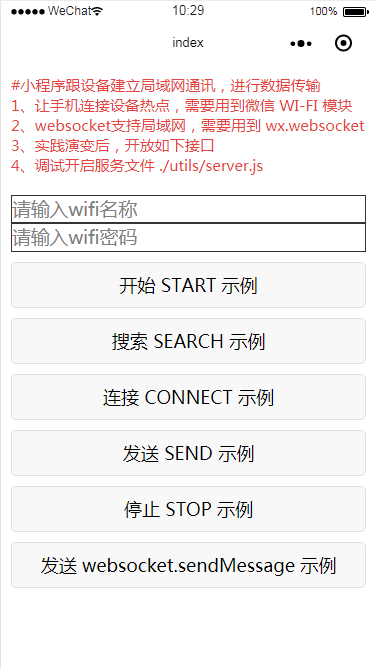 WeChat 10:29 100%
index
#小程序跟设备建立局域网通讯，进行数据传输
1、让手机连接设备热点，需要用到微信 WI-FI 模块
2、websocket支持局域网，需要用到 wx.websocket
3、实践演变后，开放如下接口
4、调试开启服务文件 ./utils/server.js
请输入wifi名称
请输入wifi密码
开始 START 示例
搜索 SEARCH 示例
连接 CONNECT 示例
发送 SEND 示例
停止 STOP 示例
发送 websocket.sendMessage 示例